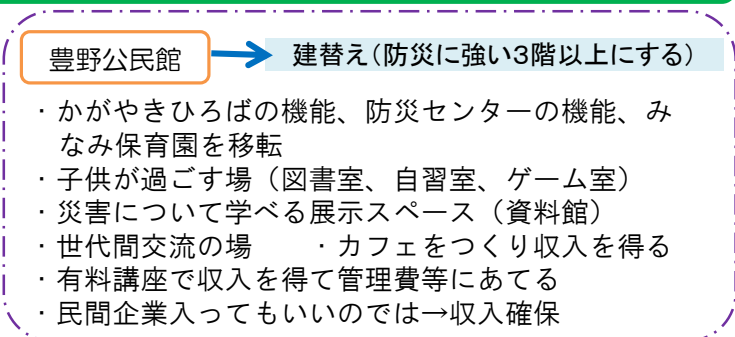 豊野公民館 建替え（防災に強い3階以上にする）
・かがやきひろばの機能、防災センターの機能、み
なみ保育園を移転
・子供が過ごす場（図書室、自習室、ゲーム室）
・災害について学べる展示スペース（資料館）
・世代間交流の場　・カフェをつくり収入を得る
・有料講座で収入を得て管理費等にあてる
・民間企業入ってもいいのでは→収入確保